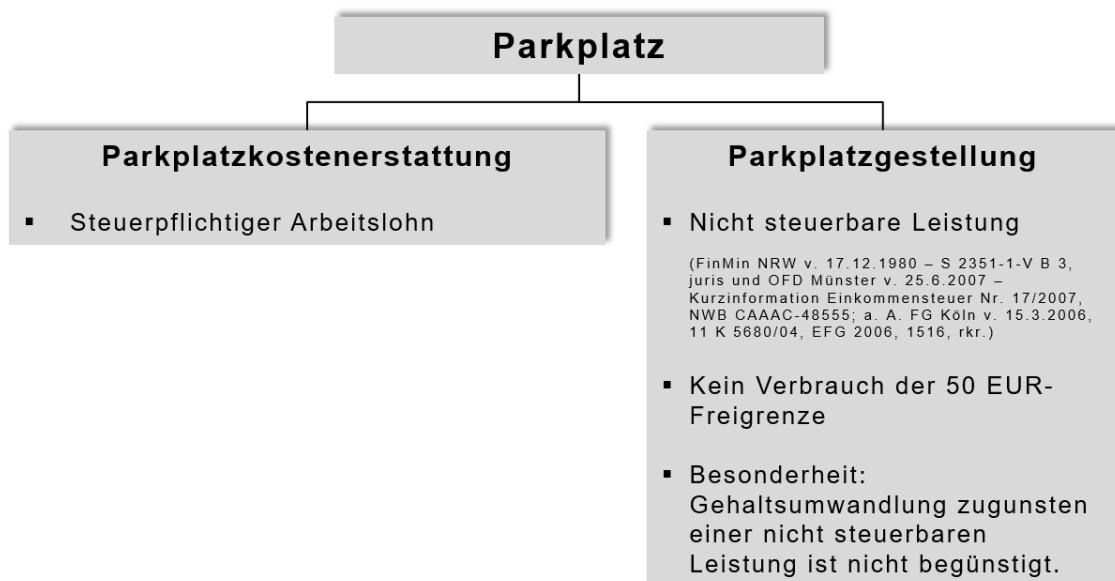 Parkplatz
Parkplatzkostenerstattung
▪ Steuerpflichtiger Arbeitslohn
Parkplatzgestellung
▪ Nicht steuerbare Leistung
(FinMin NRW v. 17.12.1980 – S 2351-1-V B 3,
juris und OFD Münster v. 25.6.2007 –
Kurzinformation Einkommensteuer Nr. 17/2007,
NWB CAAAC-48555; a. A. FG Köln v. 15.3.2006,
11 K 5680/04, EFG 2006, 1516, rkr.)
▪ Kein Verbrauch der 50 EUR-
Freigrenze
▪ Besonderheit:
Gehaltsumwandlung zugunsten
einer nicht steuerbaren
Leistung ist nicht begünstigt.